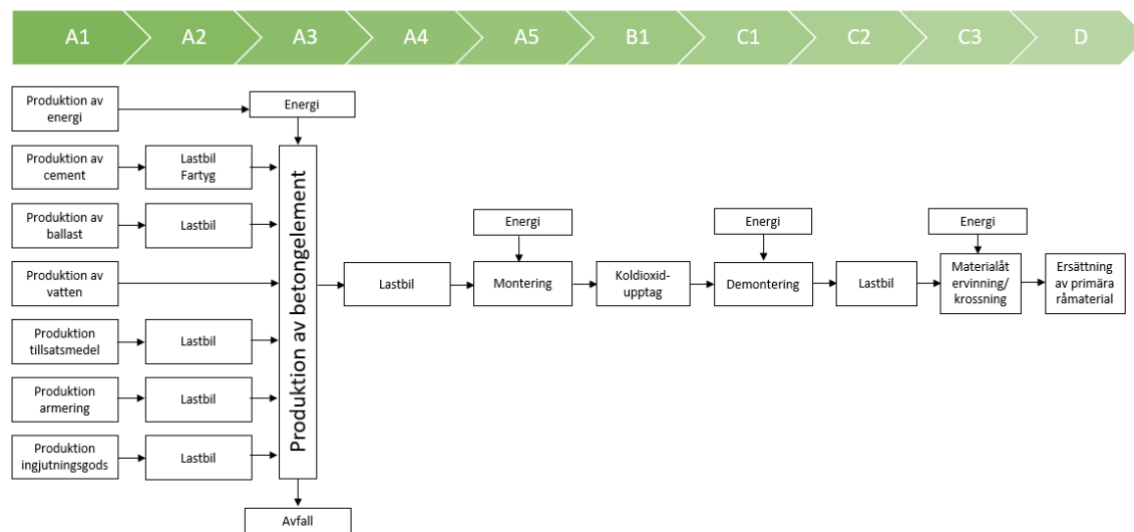 A1
A2
A3
A4
A5
B1
C1
C2
C3
D
Produktion av
energi
Energi
Produktion av
cement
Lastbil
Fartyg
Produktion av
ballast
Lastbil
Produktion av
vatten
Produktion
tillsatsmedel
Lastbil
Produktion
armering
Lastbil
Produktion
ingjutningsgods
Lastbil
Produktion av betongelement
Avfall
Lastbil
Energi
Montering
Koldioxid-
upptag
Energi
Demontering
Lastbil
Energi
Materialåt
ervinning/
krossning
Ersättning
av primära
råmaterial